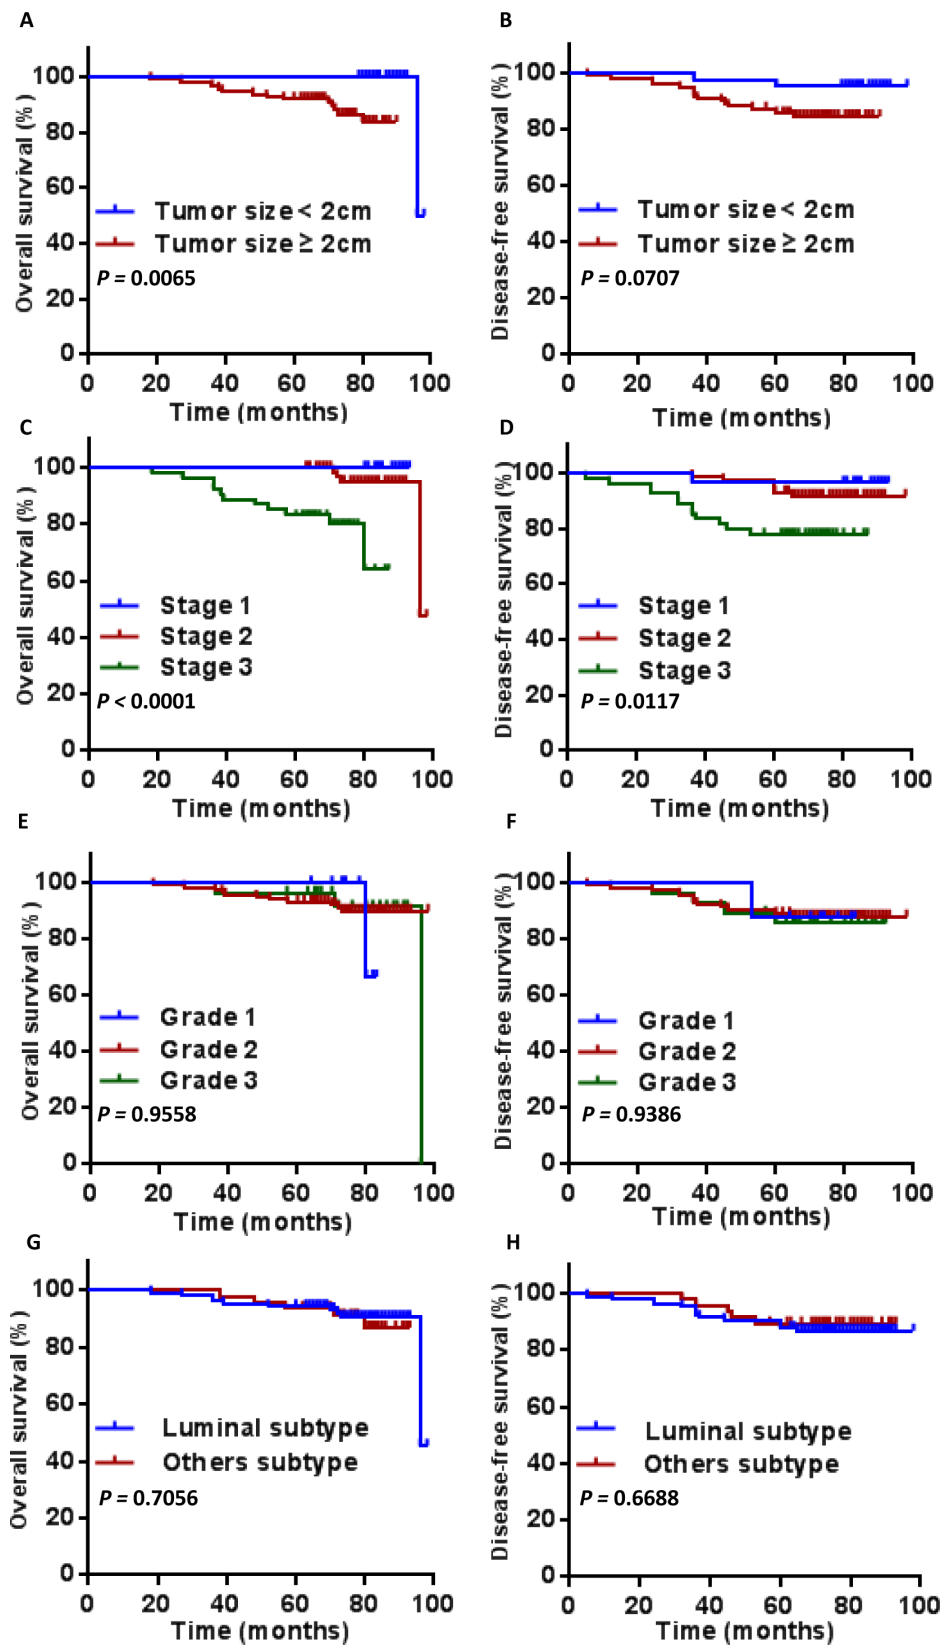 A
Overall survival (%)
100
80
60
40
20
0
Tumor size < 2cm
Tumor size ≥ 2cm
P = 0.0065
0 20 40 60 80 100
Time (months)
B
Disease-free survival (%)
100
80
60
40
20
0
Tumor size < 2cm
Tumor size ≥ 2cm
P = 0.0707
0 20 40 60 80 100
Time (months)
C
Overall survival (%)
100
80
60
40
20
0
Stage 1
Stage 2
Stage 3
P < 0.0001
0 20 40 60 80 100
Time (months)
D
Disease-free survival (%)
100
80
60
40
20
0
Stage 1
Stage 2
Stage 3
P = 0.0117
0 20 40 60 80 100
Time (months)
E
Overall survival (%)
100
80
60
40
20
0
Grade 1
Grade 2
Grade 3
P = 0.9558
0 20 40 60 80 100
Time (months)
F
Disease-free survival (%)
100
80
60
40
20
0
Grade 1
Grade 2
Grade 3
P = 0.9386
0 20 40 60 80 100
Time (months)
G
Overall survival (%)
100
80
60
40
20
0
Luminal subtype
Others subtype
P = 0.7056
0 20 40 60 80 100
Time (months)
H
Disease-free survival (%)
100
80
60
40
20
0
Luminal subtype
Others subtype
P = 0.6688
0 20 40 60 80 100
Time (months)